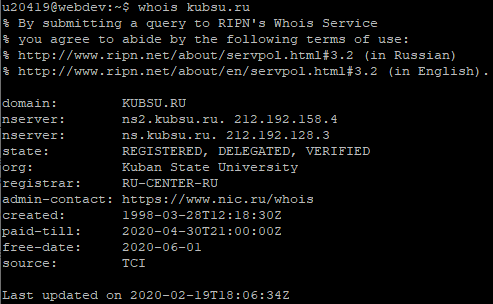 u20419@webdev:~$ whois kubsu.ru
% By submitting a query to RIPN's Whois Service
% you agree to abide by the following terms of use:
% http://www.ripn.net/about/servpol.html#3.2 (in Russian)
% http://www.ripn.net/about/en/servpol.html#3.2 (in English).
domain: KUBSU.RU
nserver: ns2.kubsu.ru. 212.192.158.4
nserver: ns.kubsu.ru. 212.192.128.3
state: REGISTERED, DELEGATED, VERIFIED
org: Kuban State University
registrar: RU-CENTER-RU
admin-contact: https://www.nic.ru/whois
created: 1998-03-28T12:18:30Z
paid-till: 2020-04-30T21:00:00Z
free-date: 2020-06-01
source: TCI
Last updated on 2020-02-19T18:06:34Z